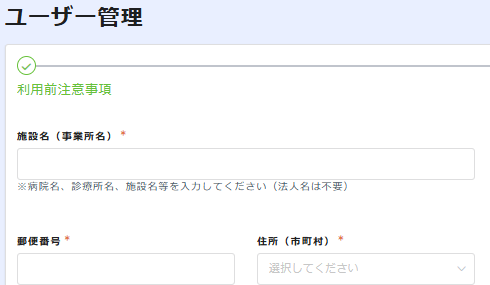 ユーザー管理
利用前注意事項
施設名（事業所名）*
※病院名、診療所名、施設名等を入力してください（法人名は不要）
郵便番号* 住所（市町村）*
選択してください